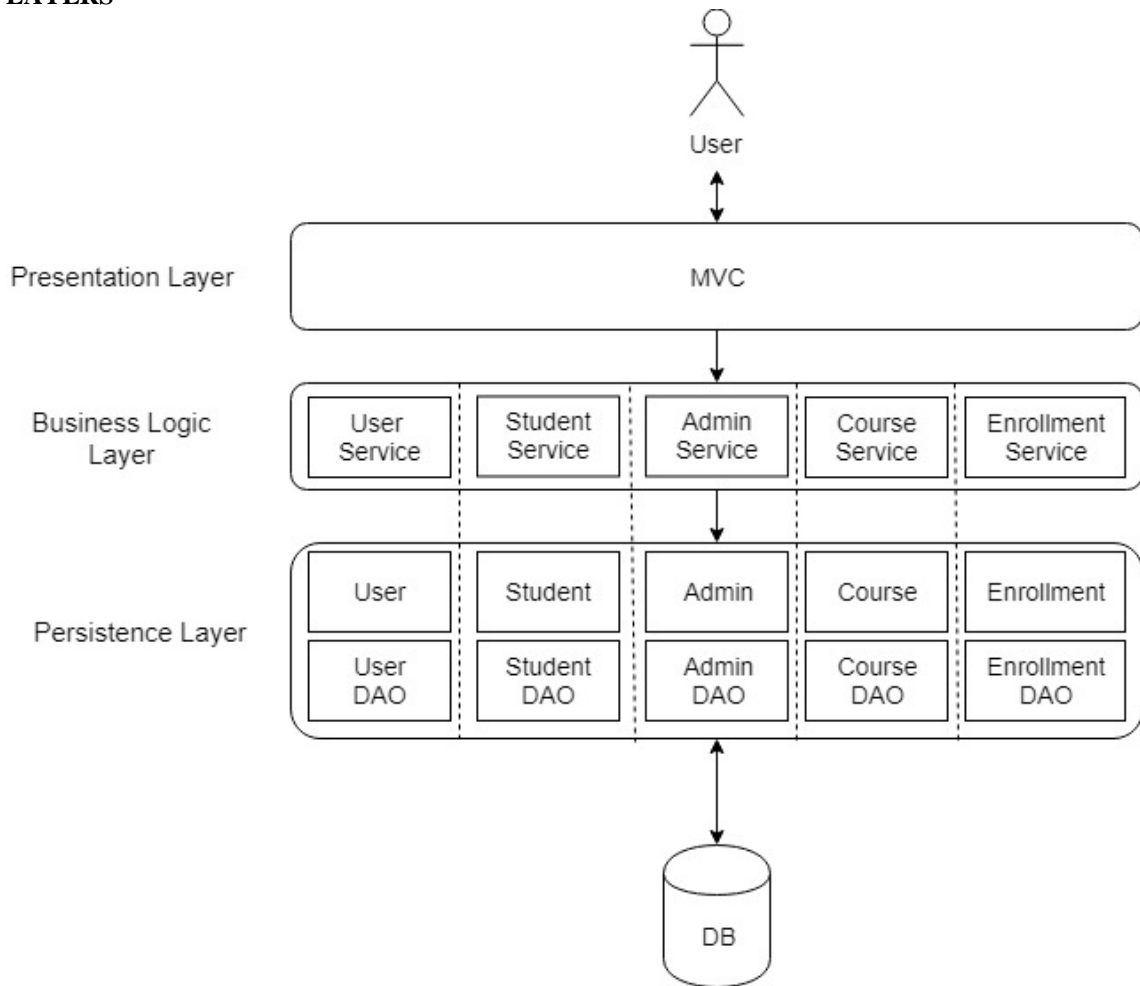 LAYERS
User
MVC
Presentation Layer
Business Logic
Layer
User
Service
Student
Service
Admin
Service
Course
Service
Enrollment
Service
Persistence Layer
User
Student
Admin
Course
Enrollment
User
DAO
Student
DAO
Admin
DAO
Course
DAO
Enrollment
DAO
DB